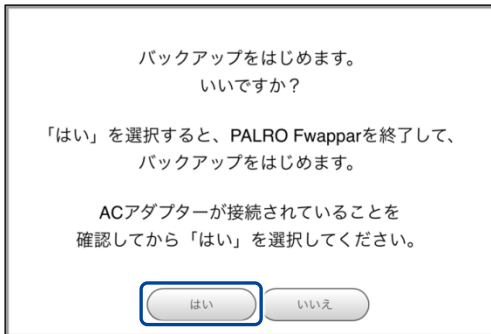 バックアップをはじめます。
いいですか？
「はい」を選択すると、PALRO Fwapparを終了して、
バックアップをはじめます。
ACアダプターが接続されていることを
確認してから「はい」を選択してください。
はい いいえ